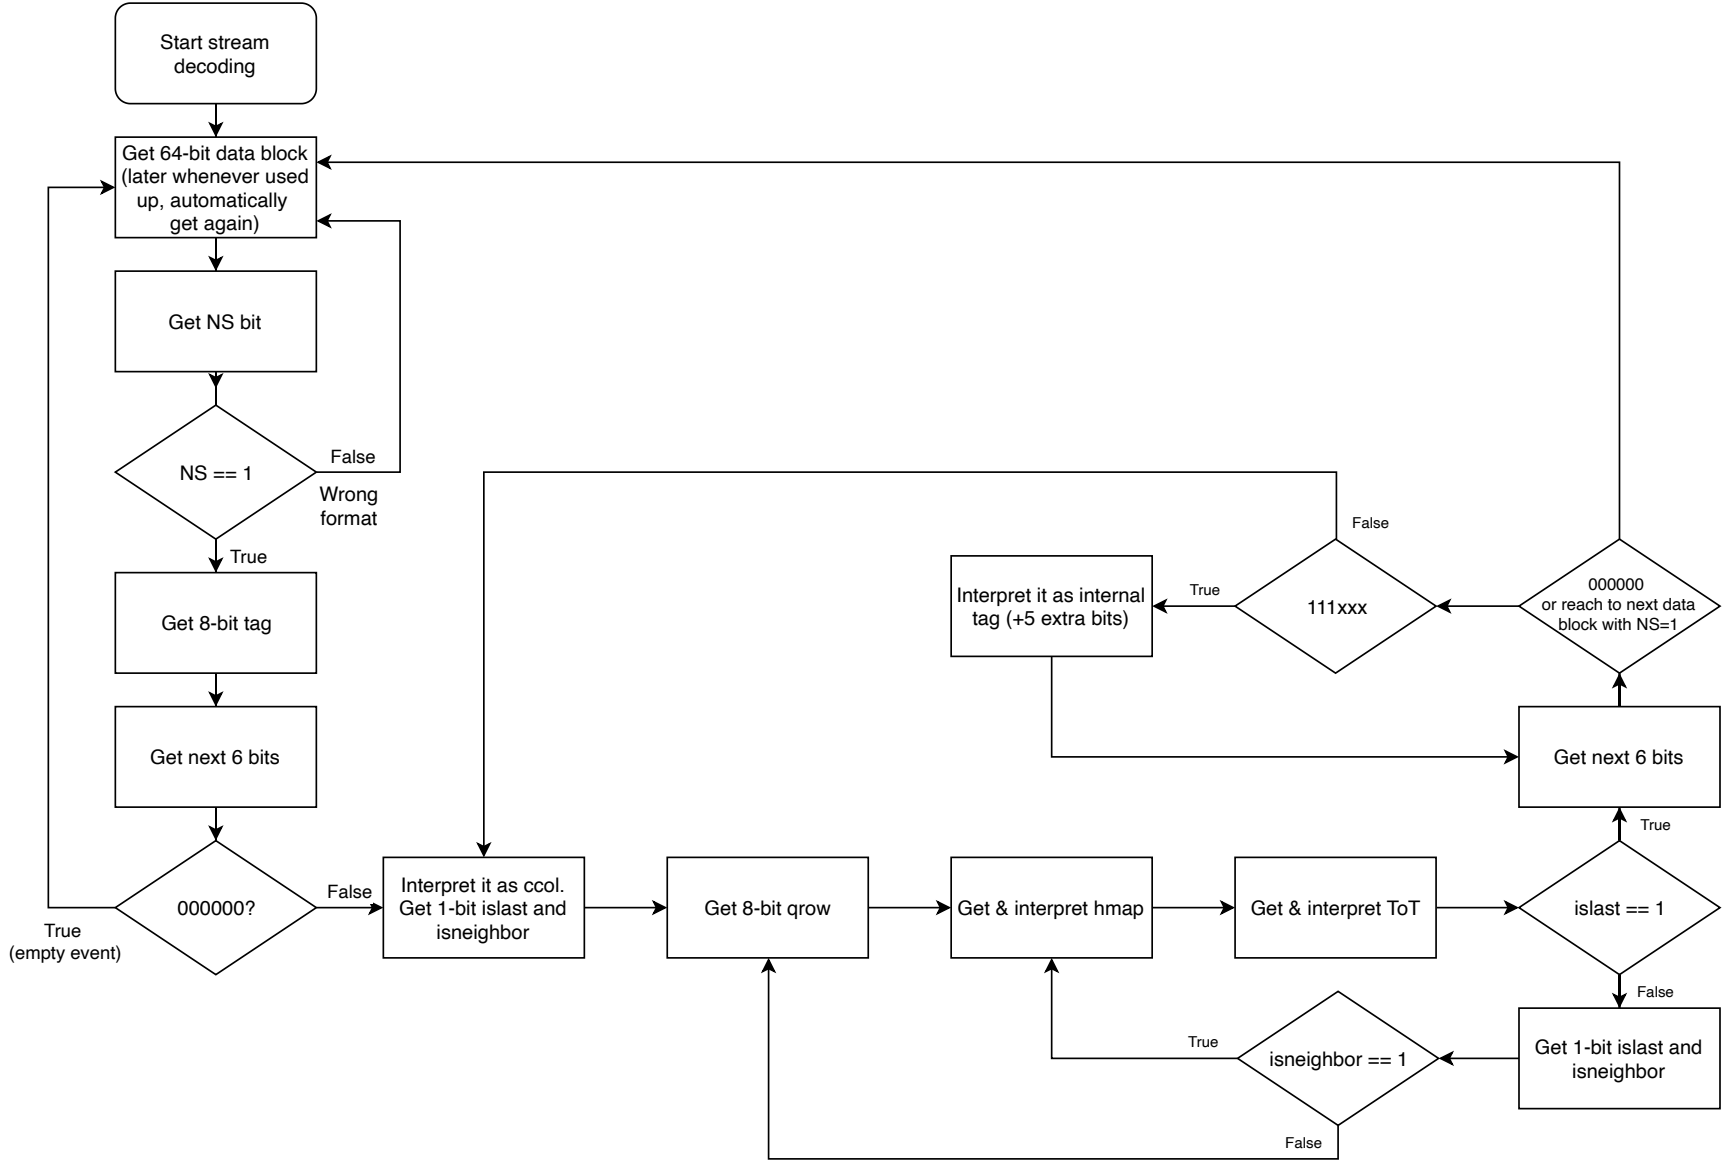 Start stream
decoding
Get 64-bit data block
(later whenever used
up, automatically
get again)
Get NS bit
NS == 1
False
Wrong
format
True
Get 8-bit tag
Get next 6 bits
000000?
True
(empty event)
False
Interpret it as ccol.
Get 1-bit islast and
isneighbor
Get 8-bit qrow
Get & interpret hmap
Get & interpret ToT
islast == 1
True
False
Get next 6 bits
000000
or reach to next data
block with NS=1
111xxx
False
True
Interpret it as internal
tag (+5 extra bits)
Get 1-bit islast and
isneighbor
isneighbor == 1
True
False